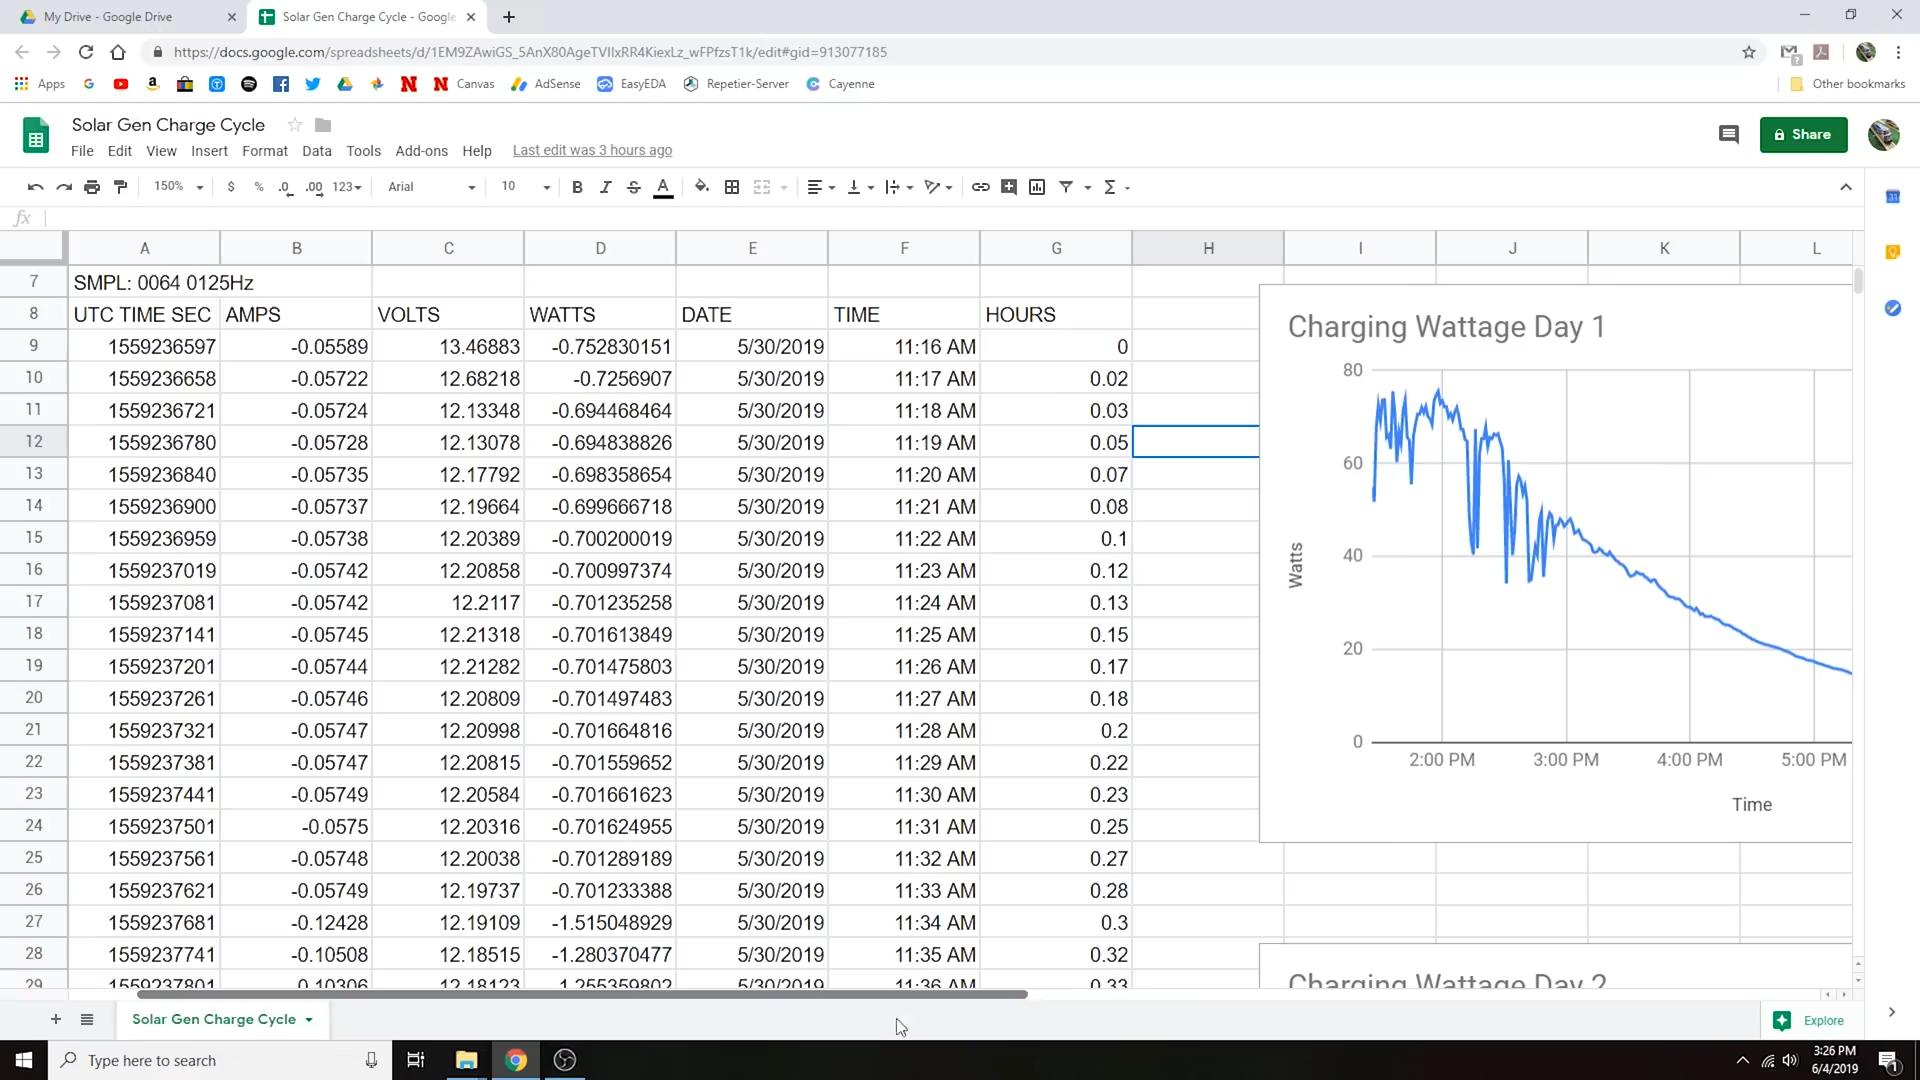 My Drive - Google Drive
Solar Gen Charge Cycle - Google
https://docs.google.com/spreadsheets/d/1EM9ZAwiGS_5AnX80AgeTVIIxRR4KiexLz_wFPfzsT1k/edit#gid=913077185
Apps Canvas AdSense EasyEDA Repetier-Server Cayenne Other bookmarks
Solar Gen Charge Cycle
Share
File Edit View Insert Format Data Tools Add-ons Help Last edit was 3 hours ago
150% $ % .0 .00 123 Arial 10 B I S A
fx
A B C D E F G H I J K L
7 SMPL: 0064 0125Hz
8 UTC TIME SEC AMPS VOLTS WATTS DATE TIME HOURS
9 1559236597 -0.05589 13.46883 -0.752830151 5/30/2019 11:16 AM 0
10 1559236658 -0.05722 12.68218 -0.7256907 5/30/2019 11:17 AM 0.02
11 1559236721 -0.05724 12.13348 -0.694468464 5/30/2019 11:18 AM 0.03
12 1559236780 -0.05728 12.13078 -0.694838826 5/30/2019 11:19 AM 0.05
13 1559236840 -0.05735 12.17792 -0.698358654 5/30/2019 11:20 AM 0.07
14 1559236900 -0.05737 12.19664 -0.699666718 5/30/2019 11:21 AM 0.08
15 1559236959 -0.05738 12.20389 -0.700200019 5/30/2019 11:22 AM 0.1
16 1559237019 -0.05742 12.20858 -0.700997374 5/30/2019 11:23 AM 0.12
17 1559237081 -0.05742 12.2117 -0.701235258 5/30/2019 11:24 AM 0.13
18 1559237141 -0.05745 12.21318 -0.701613849 5/30/2019 11:25 AM 0.15
19 1559237201 -0.05744 12.21282 -0.701475803 5/30/2019 11:26 AM 0.17
20 1559237261 -0.05746 12.20809 -0.701497483 5/30/2019 11:27 AM 0.18
21 1559237321 -0.05747 12.20998 -0.701664816 5/30/2019 11:28 AM 0.2
22 1559237381 -0.05747 12.20815 -0.701559652 5/30/2019 11:29 AM 0.22
23 1559237441 -0.05749 12.20584 -0.701661623 5/30/2019 11:30 AM 0.23
24 1559237501 -0.0575 12.20316 -0.701624955 5/30/2019 11:31 AM 0.25
25 1559237561 -0.05748 12.20038 -0.701289189 5/30/2019 11:32 AM 0.27
26 1559237621 -0.05749 12.19737 -0.701233388 5/30/2019 11:33 AM 0.28
27 1559237681 -0.12428 12.19109 -1.515048929 5/30/2019 11:34 AM 0.3
28 1559237741 -0.10508 12.18515 -1.280370477 5/30/2019 11:35 AM 0.32
29 1559237801 -0.10306 12.18123 -1.255359802 5/30/2019 11:36 AM 0.33
Charging Wattage Day 1
80
60
40
20
0
Watts
2:00 PM 3:00 PM 4:00 PM 5:00 PM
Time
Charging Wattage Day 2
Solar Gen Charge Cycle
Explore
Type here to search
3:26 PM
6/4/2019